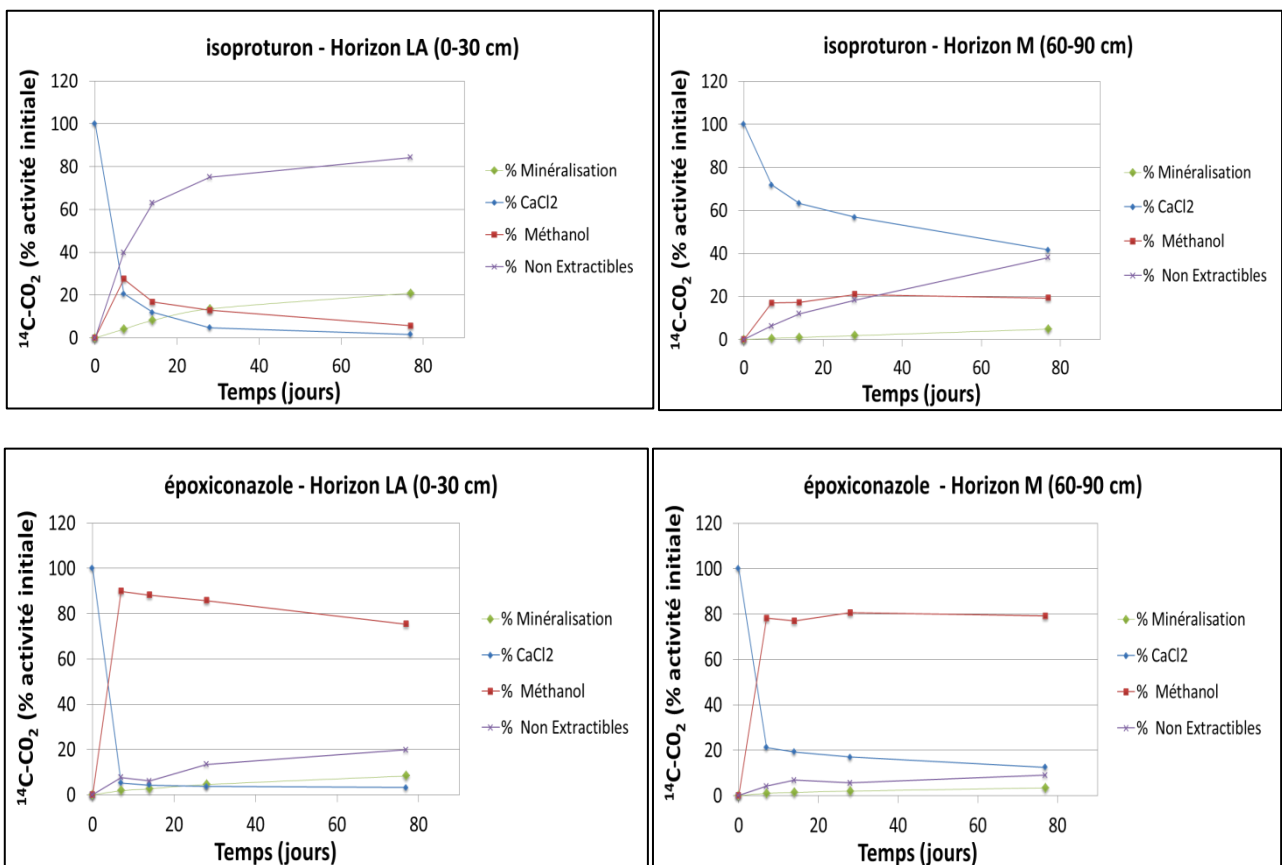 isoproturon - Horizon LA (0-30 cm)
¹⁴C-C0₂ (% activité initiale)
120
100
80
60
40
20
0
0 20 40 60 80
Temps (jours)
% Minéralisation
% CaCl2
% Méthanol
% Non Extractibles
isoproturon - Horizon M (60-90 cm)
¹⁴C-C0₂ (% activité initiale)
120
100
80
60
40
20
0
0 20 40 60 80
Temps (jours)
% Minéralisation
% CaCl2
% Méthanol
% Non Extractibles
époxiconazole - Horizon LA (0-30 cm)
¹⁴C-C0₂ (% activité initiale)
120
100
80
60
40
20
0
0 20 40 60 80
Temps (jours)
% Minéralisation
% CaCl2
% Méthanol
% Non Extractibles
époxiconazole - Horizon M (60-90 cm)
¹⁴C-C0₂ (% activité initiale)
120
100
80
60
40
20
0
0 20 40 60 80
Temps (jours)
% Minéralisation
% CaCl2
% Méthanol
% Non Extractibles